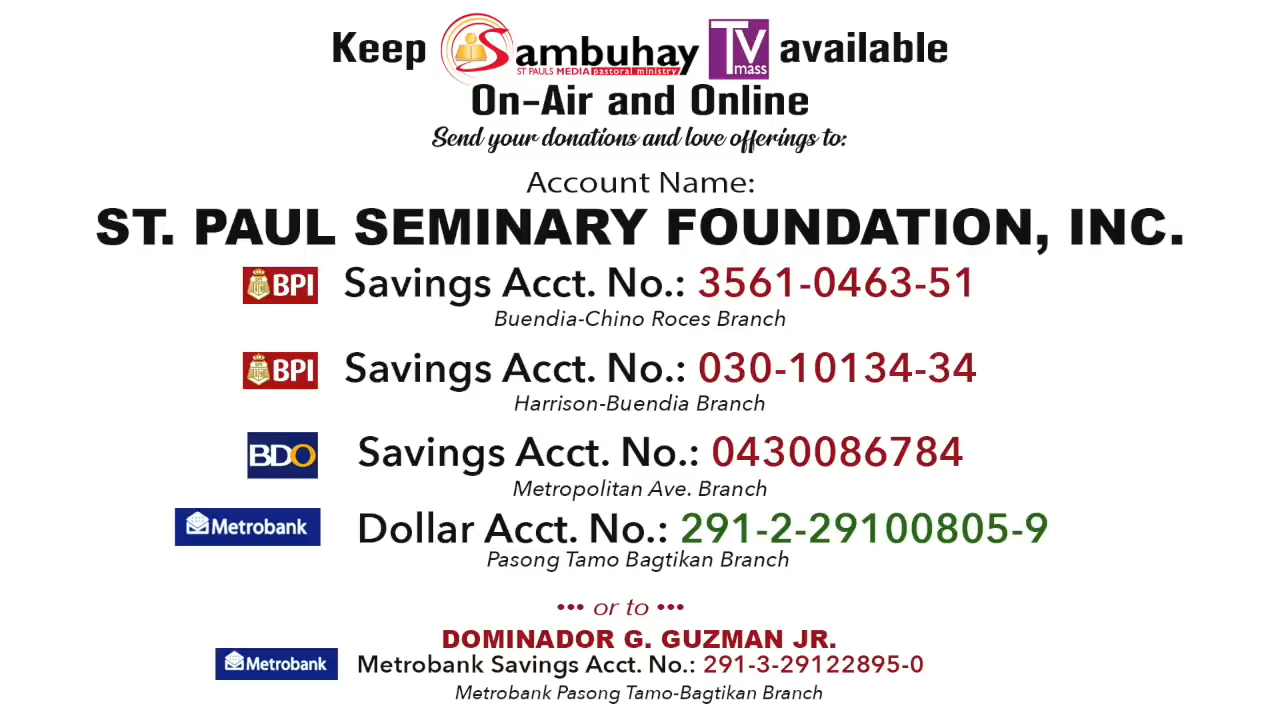 Keep Sambuhay TV mass available
ST PAULS MEDIA pastoral ministry
On-Air and Online
Send your donations and love offerings to:
Account Name:
ST. PAUL SEMINARY FOUNDATION, INC.
BPI Savings Acct. No.: 3561-0463-51
Buendia-Chino Roces Branch
BPI Savings Acct. No.: 030-10134-34
Harrison-Buendia Branch
BDO Savings Acct. No.: 0430086784
Metropolitan Ave. Branch
Metrobank Dollar Acct. No.: 291-2-29100805-9
Pasong Tamo Bagtikan Branch
••• or to •••
DOMINADOR G. GUZMAN JR.
Metrobank Metrobank Savings Acct. No.: 291-3-29122895-0
Metrobank Pasong Tamo-Bagtikan Branch